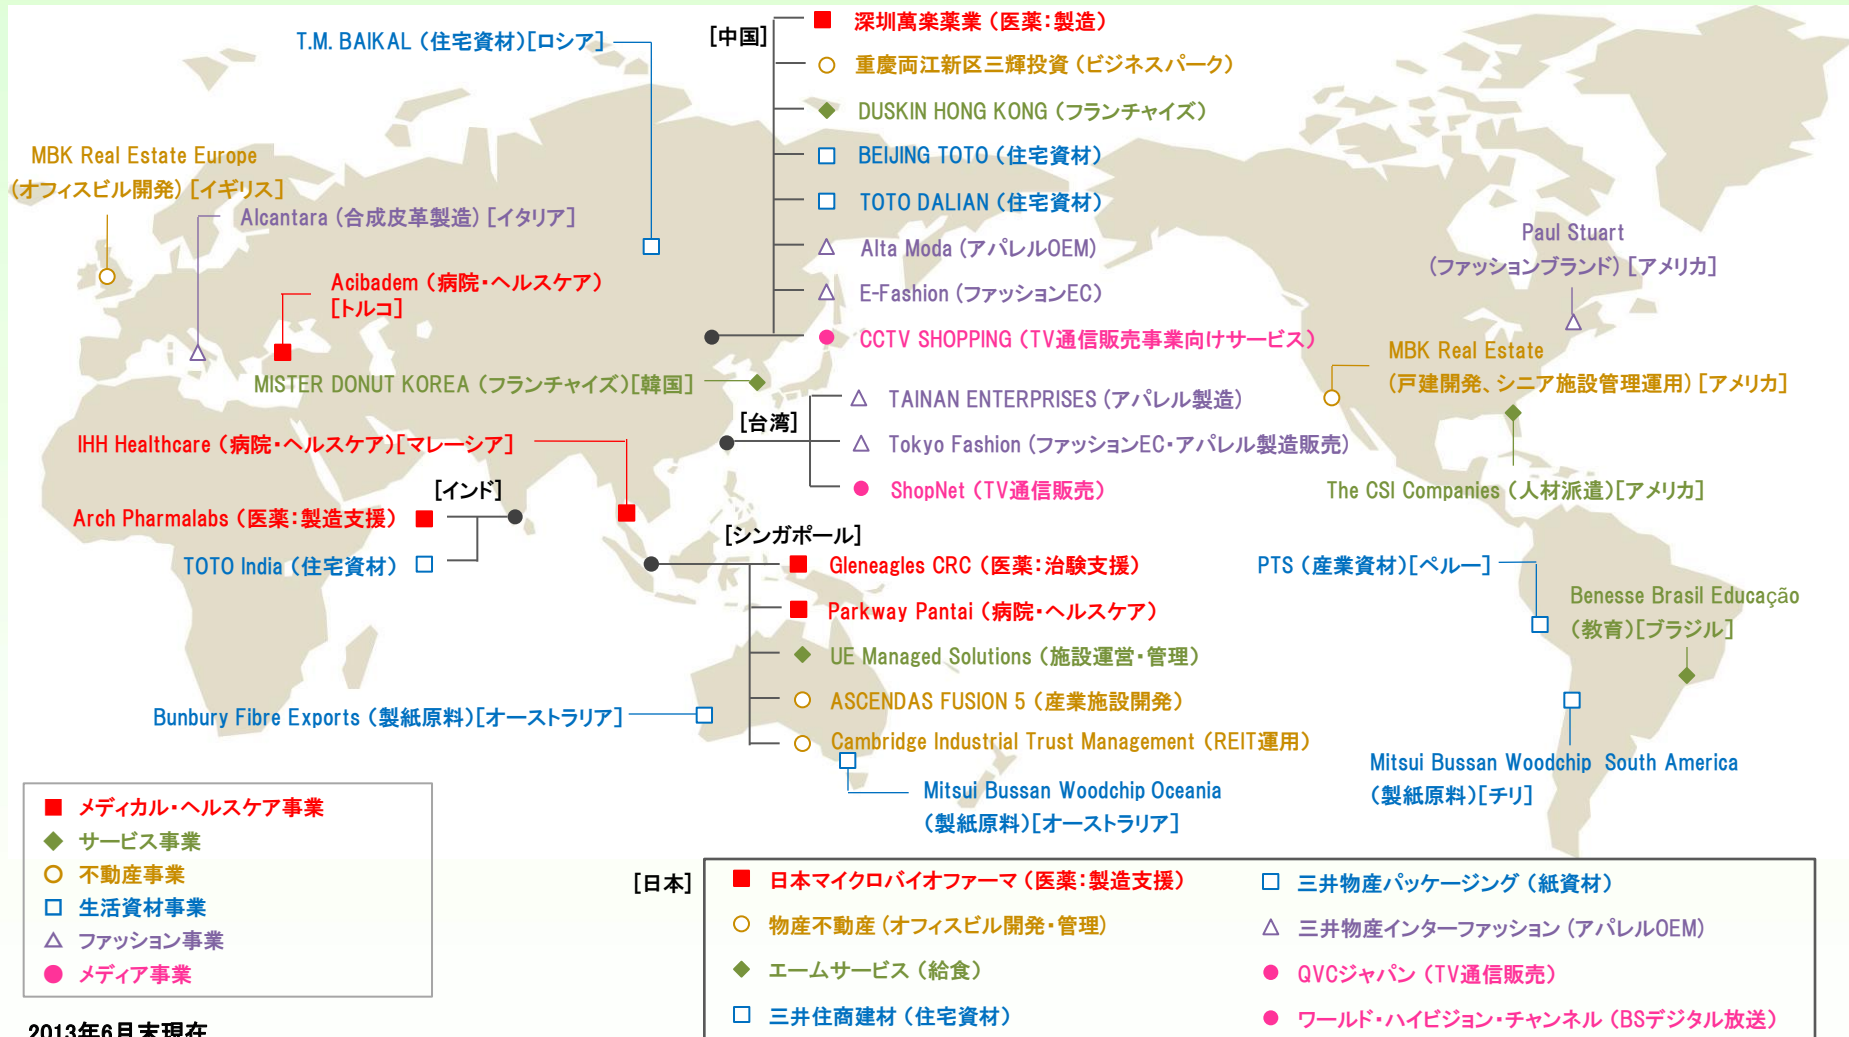 T.M. BAIKAL（住宅資材）[ロシア]
MBK Real Estate Europe
(オフィスビル開発) [イギリス]
Alcantara (合成皮革製造) [イタリア]
Acibadem（病院・ヘルスケア）
[トルコ]
MISTER DONUT KOREA（フランチャイズ）[韓国]
IHH Healthcare（病院・ヘルスケア）[マレーシア]
[インド]
Arch Pharmalabs（医薬：製造支援）
TOTO India（住宅資材）
Bunbury Fibre Exports（製紙原料）[オーストラリア]
[中国]
深圳萬楽薬業（医薬：製造）
重慶両江新区三輝投資（ビジネスパーク）
DUSKIN HONG KONG（フランチャイズ）
BEIJING TOTO（住宅資材）
TOTO DALIAN（住宅資材）
Alta Moda（アパレルOEM）
E-Fashion（ファッションEC）
CCTV SHOPPING（TV通信販売事業向けサービス）
[台湾]
TAINAN ENTERPRISES（アパレル製造）
Tokyo Fashion（ファッションEC・アパレル製造販売）
ShopNet（TV通信販売）
[シンガポール]
Gleneagles CRC（医薬：治験支援）
Parkway Pantai（病院・ヘルスケア）
UE Managed Solutions（施設運営・管理）
ASCENDAS FUSION 5（産業施設開発）
Cambridge Industrial Trust Management（REIT運用）
Mitsui Bussan Woodchip Oceania
（製紙原料）[オーストラリア]
Paul Stuart
(ファッションブランド) [アメリカ]
MBK Real Estate
(戸建開発、シニア施設管理運用) [アメリカ]
The CSI Companies（人材派遣）[アメリカ]
PTS（産業資材）[ペルー]
Benesse Brasil Educação
（教育）[ブラジル]
Mitsui Bussan Woodchip South America
（製紙原料）[チリ]
メディカル・ヘルスケア事業
サービス事業
不動産事業
生活資材事業
ファッション事業
メディア事業
2013年6月末現在
[日本]
日本マイクロバイオファーマ（医薬：製造支援）
物産不動産（オフィスビル開発・管理）
エームサービス（給食）
三井住商建材（住宅資材）
三井物産パッケージング（紙資材）
三井物産インターファッション（アパレルOEM）
QVCジャパン（TV通信販売）
ワールド・ハイビジョン・チャンネル（BSデジタル放送）